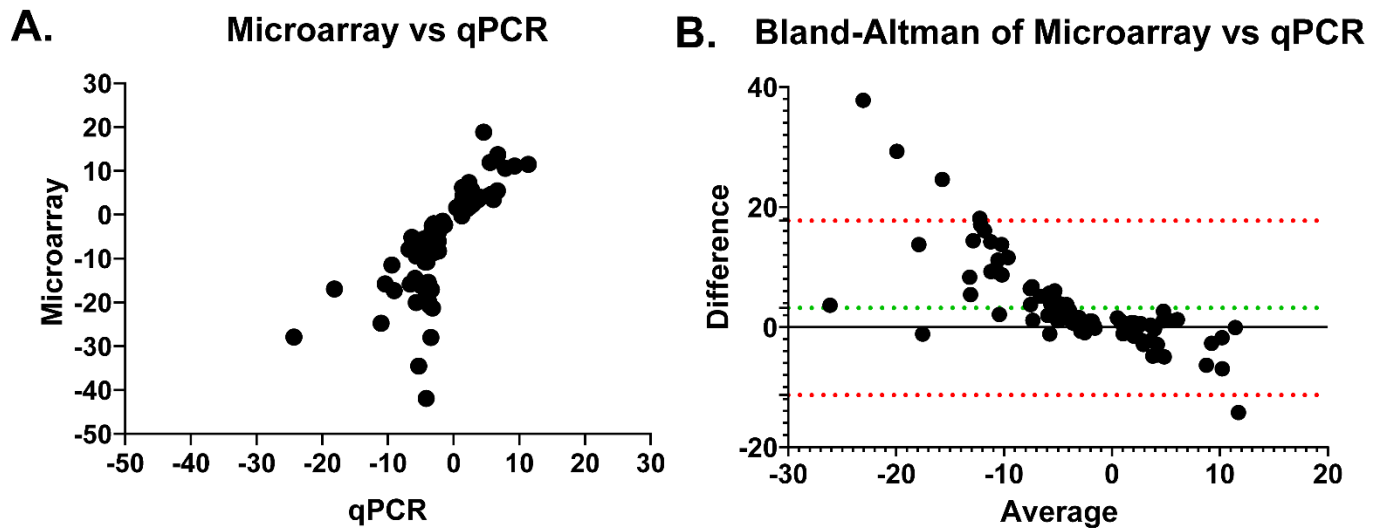 A.
Microarray vs qPCR
30
20
10
0
-10
-20
-30
-40
-50
Microarray
-50 -40 -30 -20 -10 0 10 20 30
qPCR
B.
Bland-Altman of Microarray vs qPCR
40
20
0
-20
Difference
-30 -20 -10 0 10 20
Average